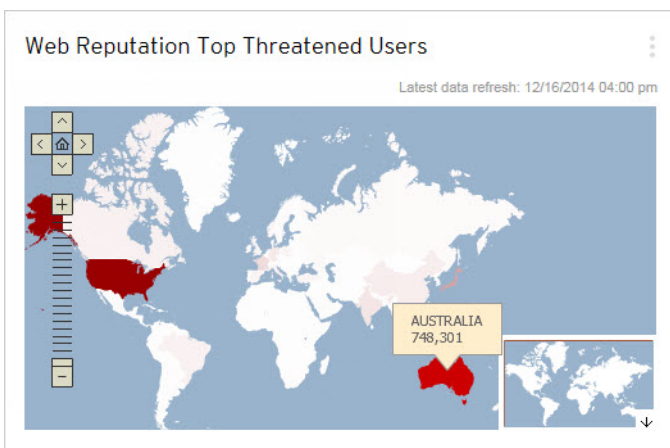 Web Reputation Top Threatened Users
Latest data refresh: 12/16/2014 04:00 pm
AUSTRALIA
748,301